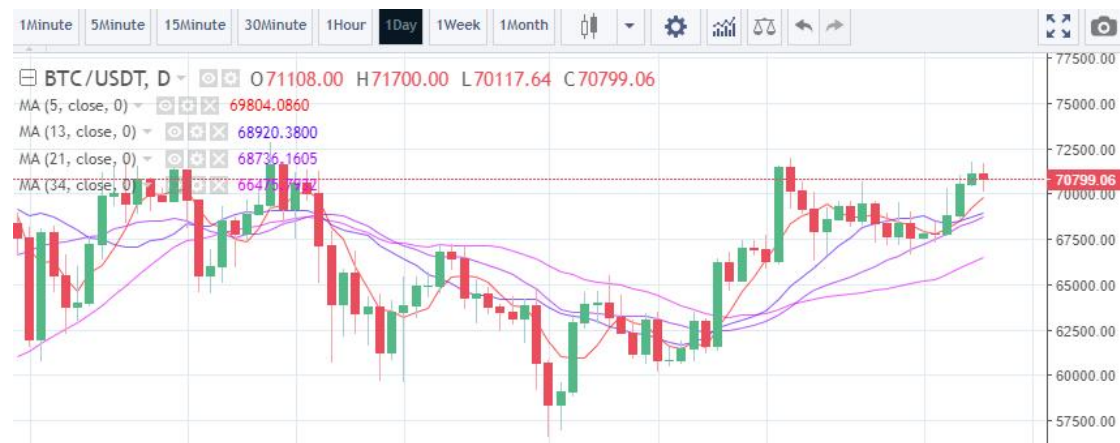 1Minute 5Minute 15Minute 30Minute 1Hour 1Day 1Week 1Month
BTC/USDT, D O71108.00 H71700.00 L70117.64 C70799.06
MA (5, close, 0) 69804.0860
MA (13, close, 0) 68920.3800
MA (21, close, 0) 68736.1605
MA (34, close, 0)
77500.00
75000.00
72500.00
70799.06
70000.00
67500.00
65000.00
62500.00
60000.00
57500.00